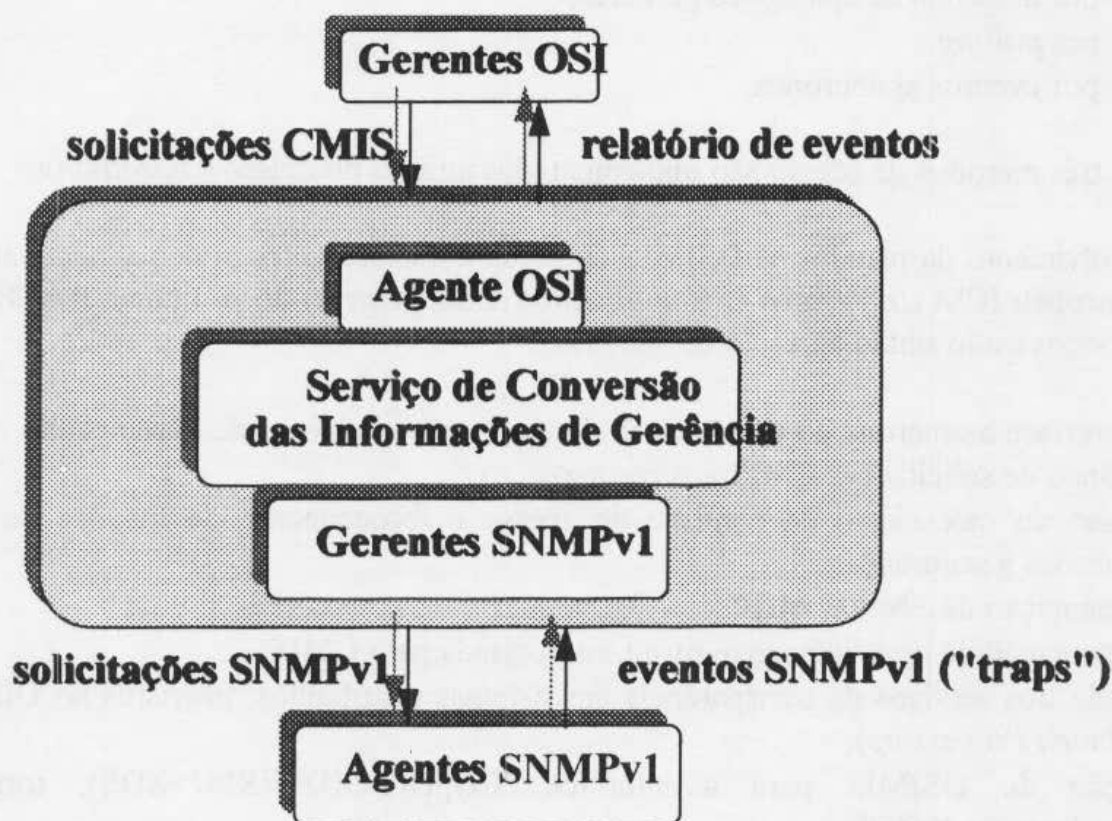 Gerentes OSI
solicitações CMIS
relatório de eventos
Agente OSI
Serviço de Conversão
das Informações de Gerência
Gerentes SNMPv1
solicitações SNMPv1
eventos SNMPv1 ("traps")
Agentes SNMPv1